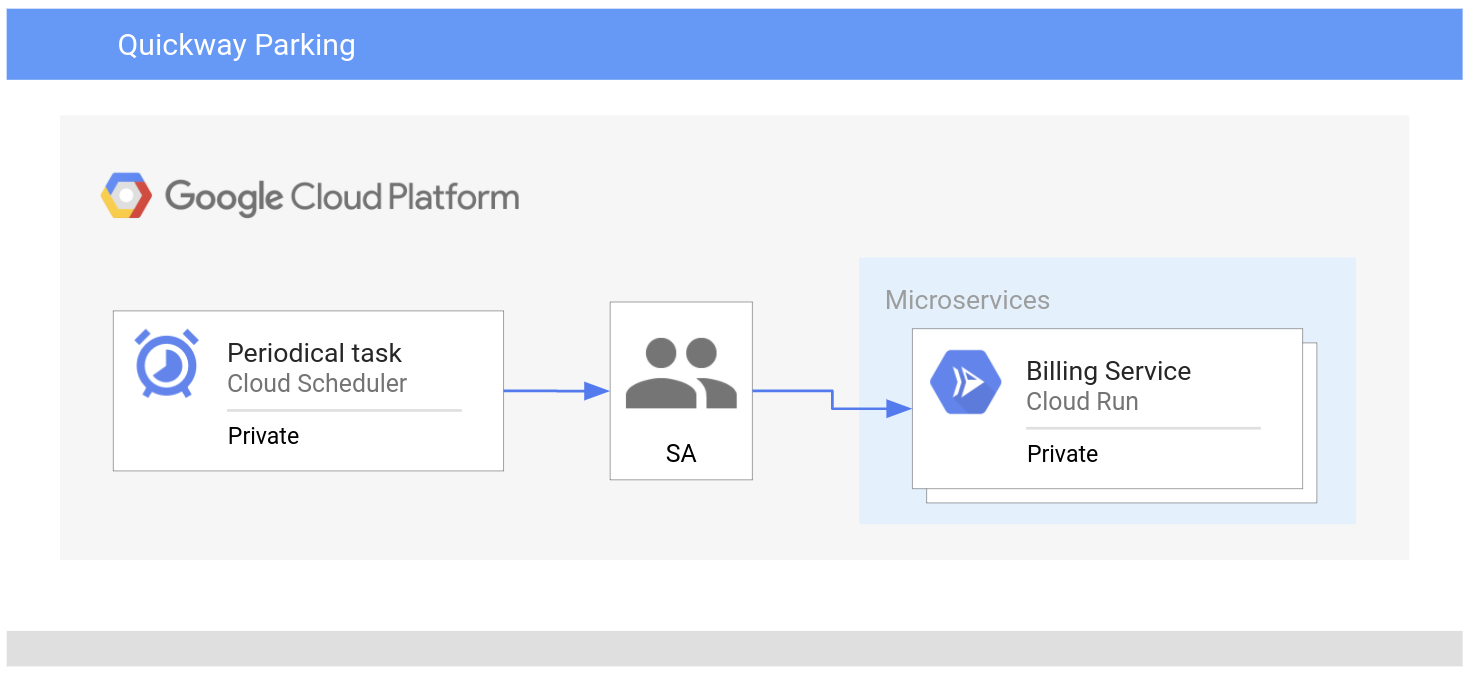 Quickway Parking
Google Cloud Platform
Microservices
Periodical task
Cloud Scheduler
Private
SA
Billing Service
Cloud Run
Private